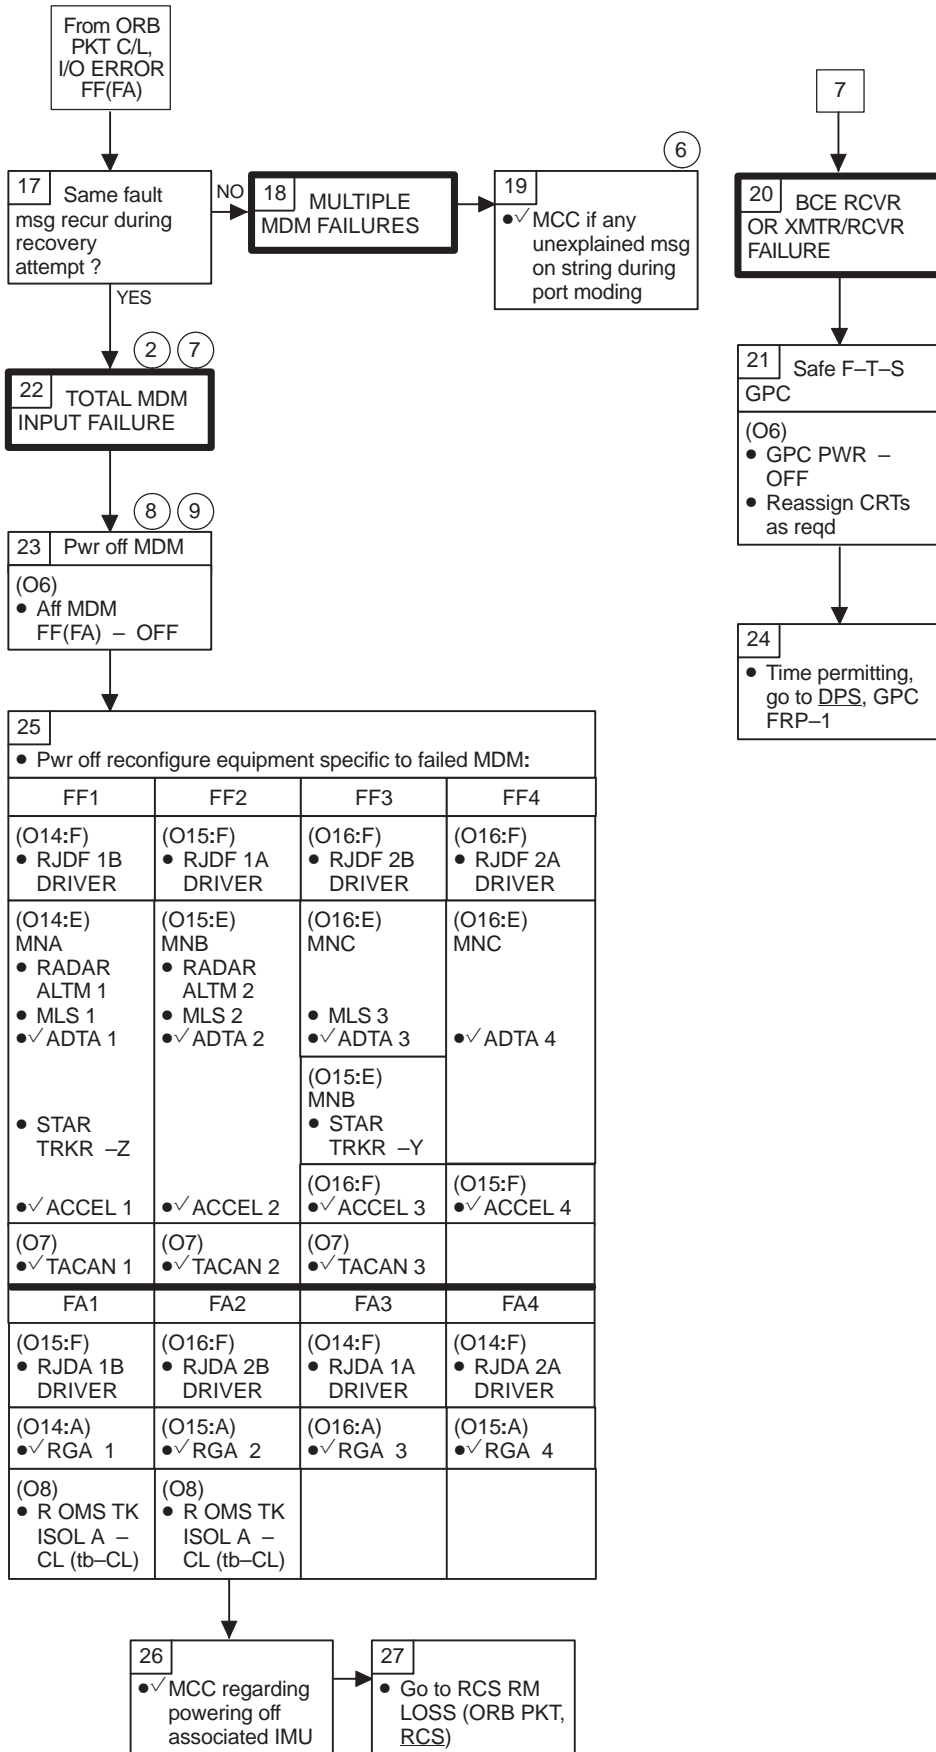 From ORB
PKT C/L,
I/O ERROR
FF(FA)
17 Same fault
msg recur during
recovery
attempt ?
NO
YES
18 MULTIPLE
MDM FAILURES
6
19
●√ MCC if any
unexplained msg
on string during
port moding
7
20 BCE RCVR
OR XMTR/RCVR
FAILURE
21 Safe F–T–S
GPC
(O6)
● GPC PWR –
OFF
● Reassign CRTs
as reqd
24
● Time permitting,
go to DPS, GPC
FRP–1
2 7
22 TOTAL MDM
INPUT FAILURE
8 9
23 Pwr off MDM
(O6)
● Aff MDM
FF(FA) – OFF
25
● Pwr off reconfigure equipment specific to failed MDM:
FF1 FF2 FF3 FF4
(O14:F) (O15:F) (O16:F) (O16:F)
● RJDF 1B ● RJDF 1A ● RJDF 2B ● RJDF 2A
DRIVER DRIVER DRIVER DRIVER
(O14:E) (O15:E) (O16:E) (O16:E)
MNA MNB MNC MNC
● RADAR ● RADAR
ALTM 1 ALTM 2
● MLS 1 ● MLS 2 ● MLS 3
●√ ADTA 1 ●√ ADTA 2 ●√ ADTA 3 ●√ ADTA 4
(O15:E)
MNB
● STAR ● STAR
TRKR –Z TRKR –Y
(O16:F) (O15:F)
●√ ACCEL 1 ●√ ACCEL 2 ●√ ACCEL 3 ●√ ACCEL 4
(O7) (O7) (O7)
●√ TACAN 1 ●√ TACAN 2 ●√ TACAN 3
FA1 FA2 FA3 FA4
(O15:F) (O16:F) (O14:F) (O14:F)
● RJDA 1B ● RJDA 2B ● RJDA 1A ● RJDA 2A
DRIVER DRIVER DRIVER DRIVER
(O14:A) (O15:A) (O16:A) (O15:A)
●√ RGA 1 ●√ RGA 2 ●√ RGA 3 ●√ RGA 4
(O8) (O8)
● R OMS TK ● R OMS TK
ISOL A – ISOL A –
CL (tb–CL) CL (tb–CL)
26
●√ MCC regarding
powering off
associated IMU
27
● Go to RCS RM
LOSS (ORB PKT,
RCS)